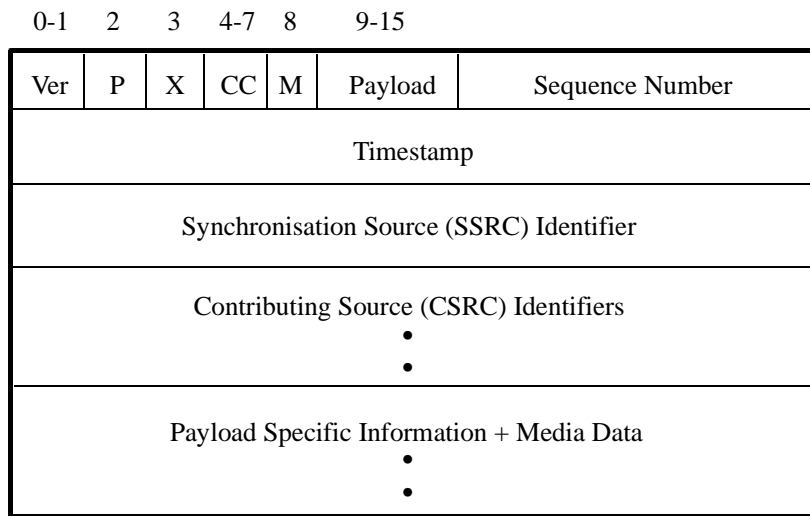 0-1 2 3 4-7 8 9-15
Ver P X CC M Payload Sequence Number
Timestamp
Synchronisation Source (SSRC) Identifier
Contributing Source (CSRC) Identifiers
•
•
Payload Specific Information + Media Data
•
•